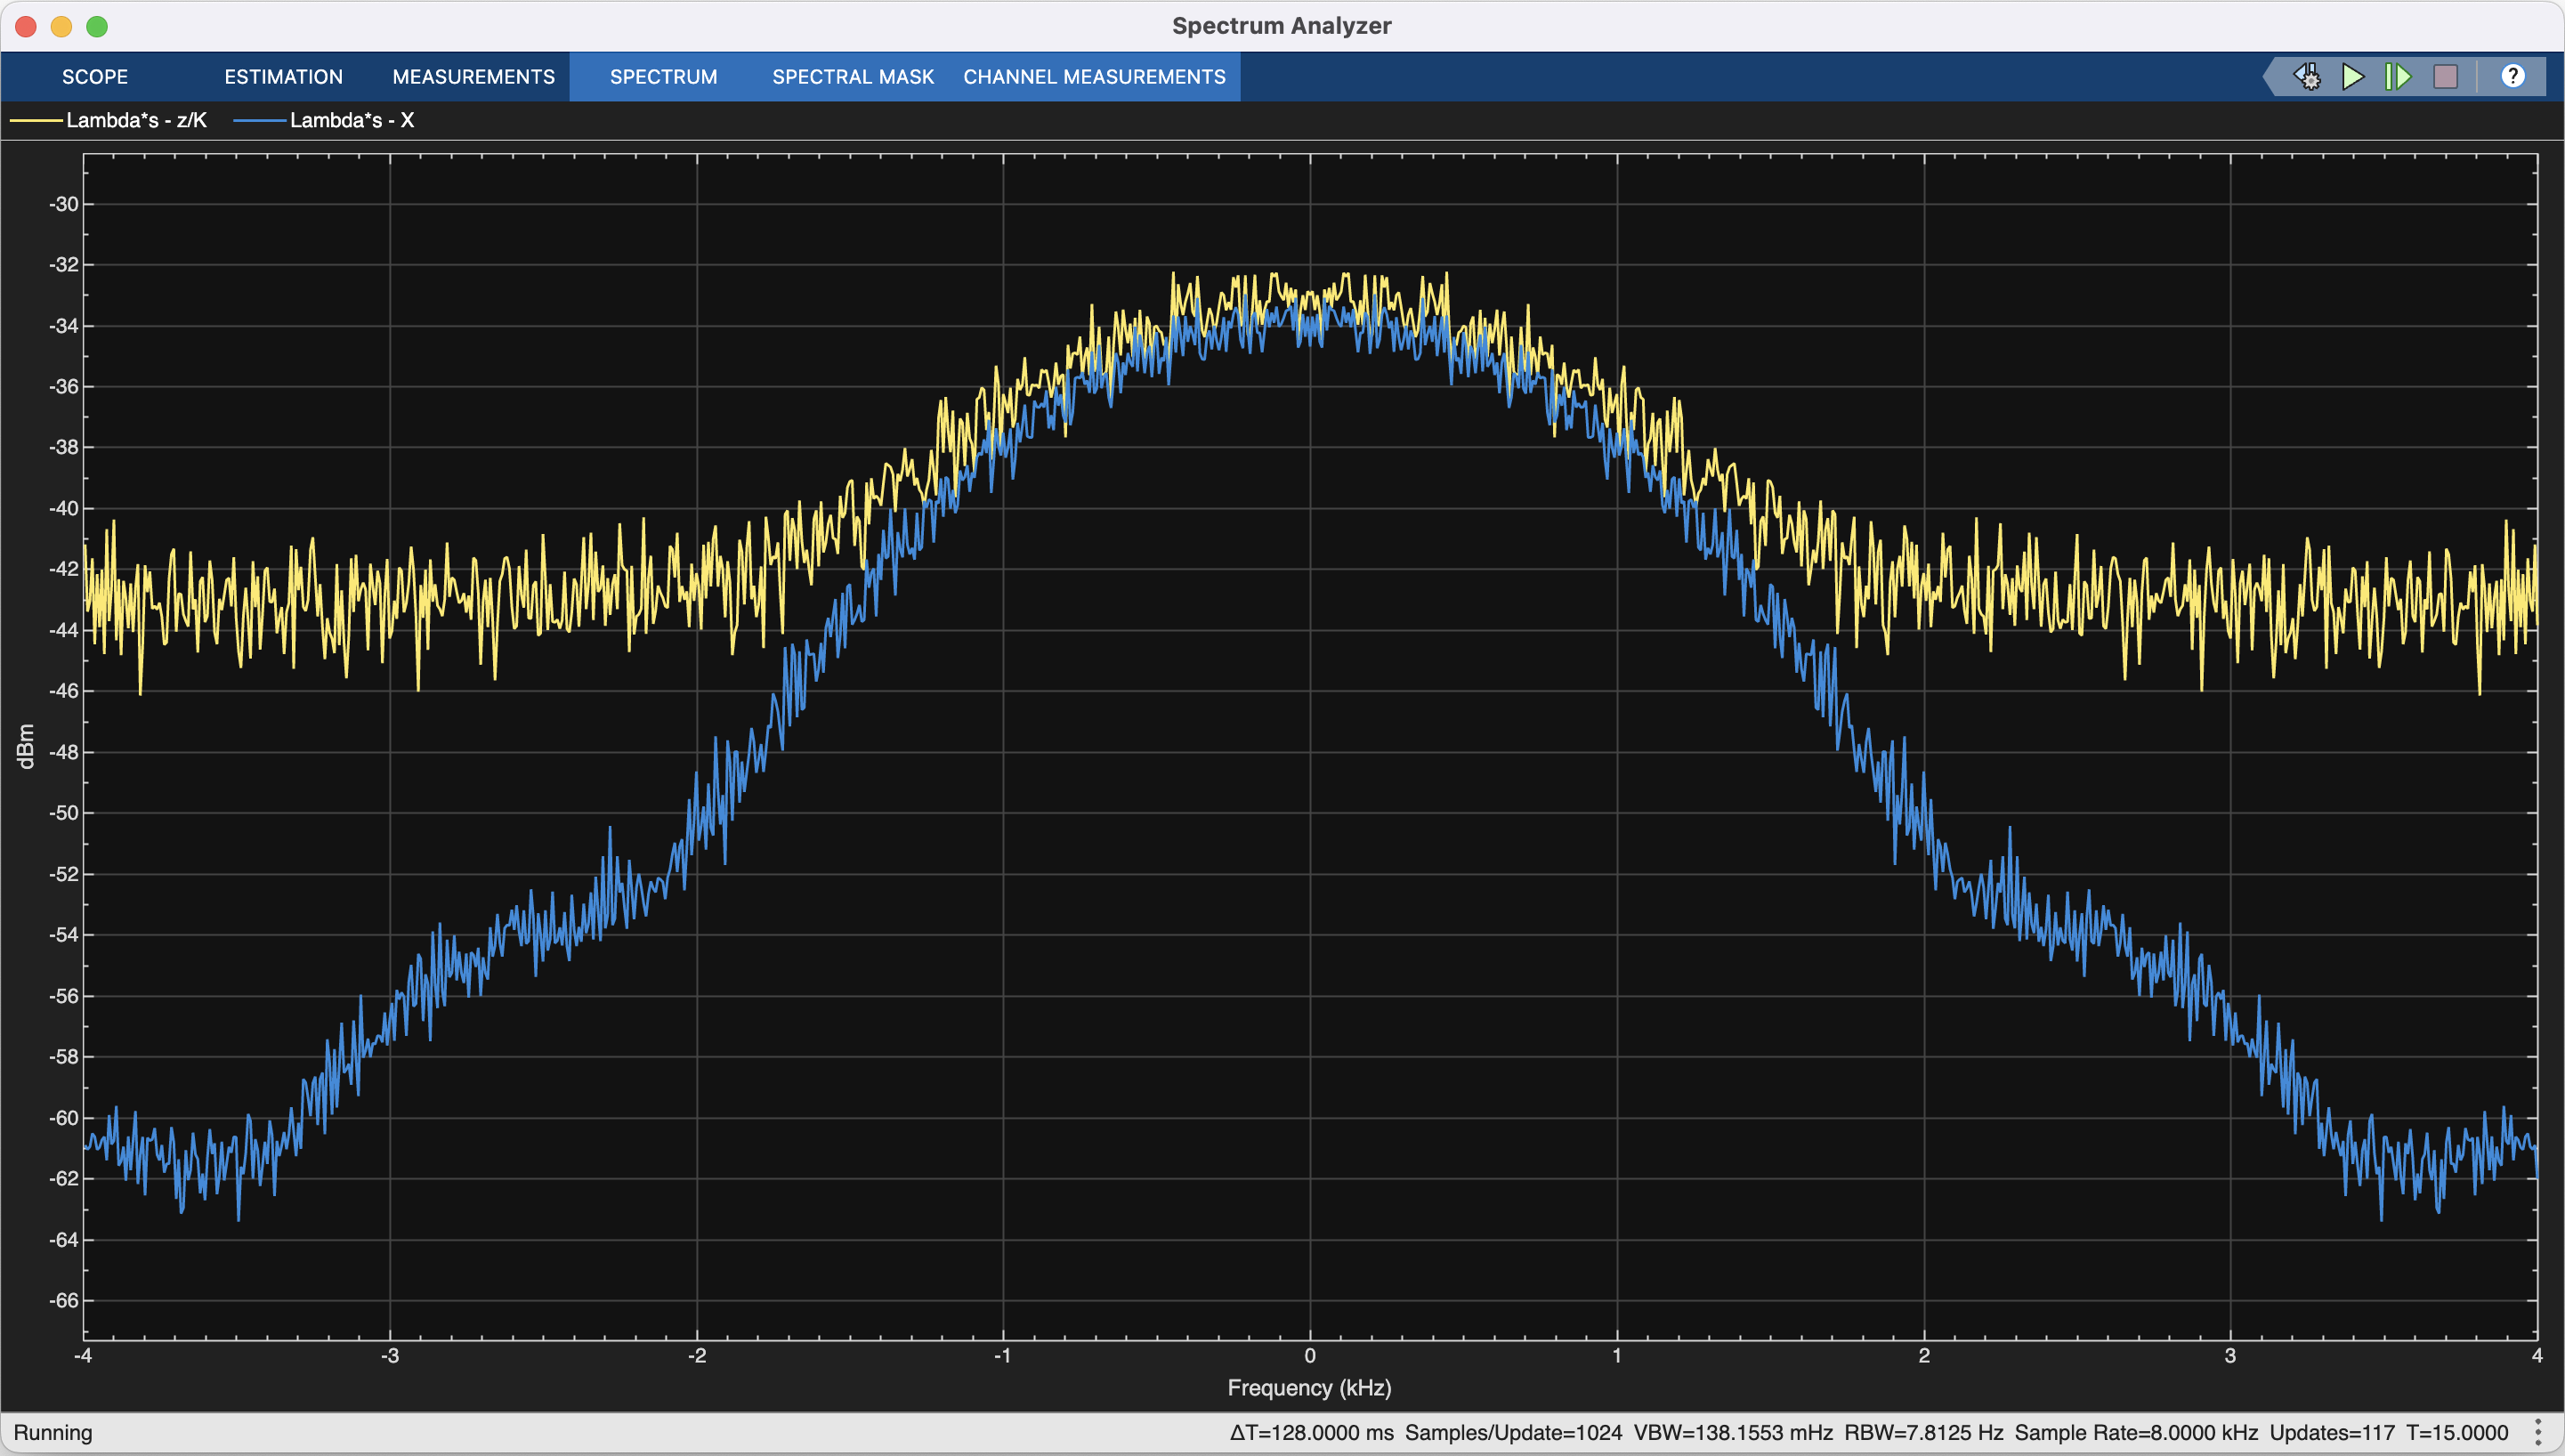 Spectrum Analyzer
SCOPE ESTIMATION MEASUREMENTS SPECTRUM SPECTRAL MASK CHANNEL MEASUREMENTS ?
Lambda*s - z/K Lambda*s - X
-30
-32
-34
-36
-38
-40
-42
-44
-46
-48
-50
-52
-54
-56
-58
-60
-62
-64
-66
dBm
-4 -3 -2 -1 0 1 2 3 4
Frequency (kHz)
Running ΔT=128.0000 ms Samples/Update=1024 VBW=138.1553 mHz RBW=7.8125 Hz Sample Rate=8.0000 kHz Updates=117 T=15.0000